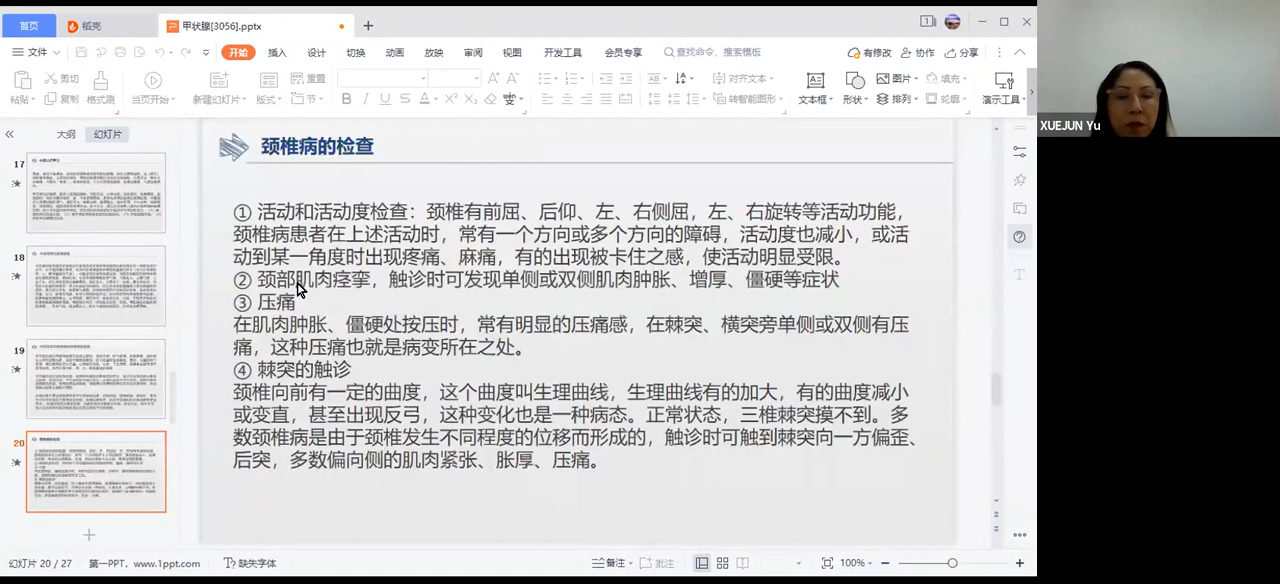 首页
稻壳
甲状腺[3056].pptx
文件
开始
插入
设计
切换
动画
放映
审阅
视图
开发工具
会员专享
查找命令、搜索模板
有修改
协作
分享
粘贴
剪切
复制
格式刷
当页开始
新建幻灯片
版式
重置
节
B I U S A X² X₂
对齐文本
转智能图形
文本框
形状
图片
排列
填充
轮廓
演示工具
大纲
幻灯片
17
18
19
20
颈椎病的检查
① 活动和活动度检查：颈椎有前屈、后仰、左、右侧屈，左、右旋转等活动功能，
颈椎病患者在上述活动时，常有一个方向或多个方向的障碍，活动度也减小，或活
动到某一角度时出现疼痛、麻痛，有的出现被卡住之感，使活动明显受限。
② 颈部肌肉痉挛，触诊时可发现单侧或双侧肌肉肿胀、增厚、僵硬等症状
③ 压痛
在肌肉肿胀、僵硬处按压时，常有明显的压痛感，在棘突、横突旁单侧或双侧有压
痛，这种压痛也就是病变所在之处。
④ 棘突的触诊
颈椎向前有一定的曲度，这个曲度叫生理曲线，生理曲线有的加大，有的曲度减小
或变直，甚至出现反弓，这种变化也是一种病态。正常状态，三椎棘突摸不到。多
数颈椎病是由于颈椎发生不同程度的位移而形成的，触诊时可触到棘突向一方偏歪、
后突，多数偏向侧的肌肉紧张、胀厚、压痛。
XUEJUN Yu
幻灯片 20 / 27
第一PPT，www.1ppt.com
缺失字体
备注
批注
100%